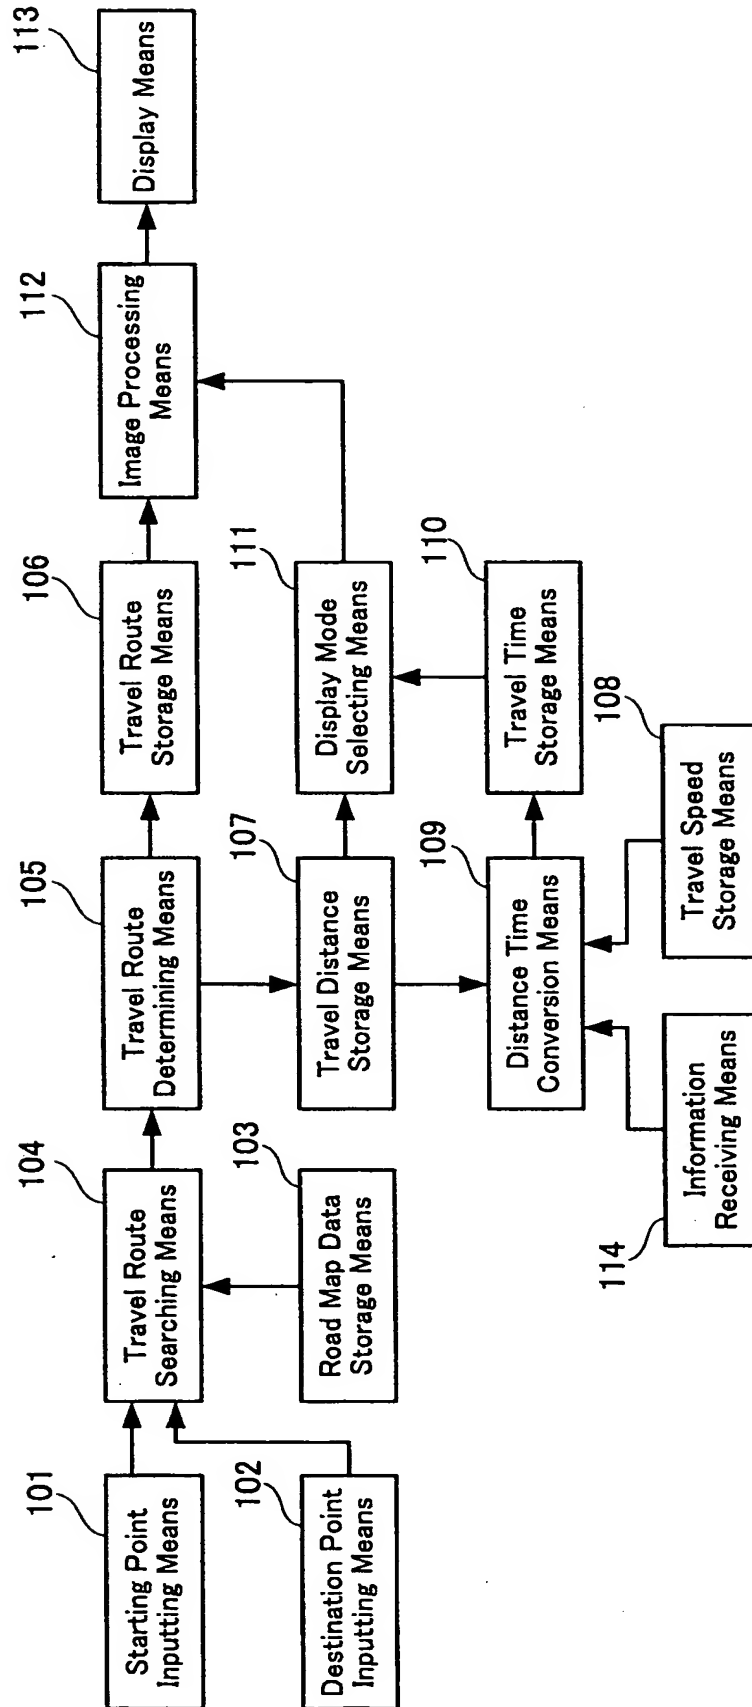 101
Starting Point
Inputting Means
102
Destination Point
Inputting Means
104
Travel Route
Searching Means
103
Road Map Data
Storage Means
105
Travel Route
Determining Means
107
Travel Distance
Storage Means
109
Distance Time
Conversion Means
114
Information
Receiving Means
108
Travel Speed
Storage Means
106
Travel Route
Storage Means
111
Display Mode
Selecting Means
110
Travel Time
Storage Means
112
Image Processing
Means
113
Display Means